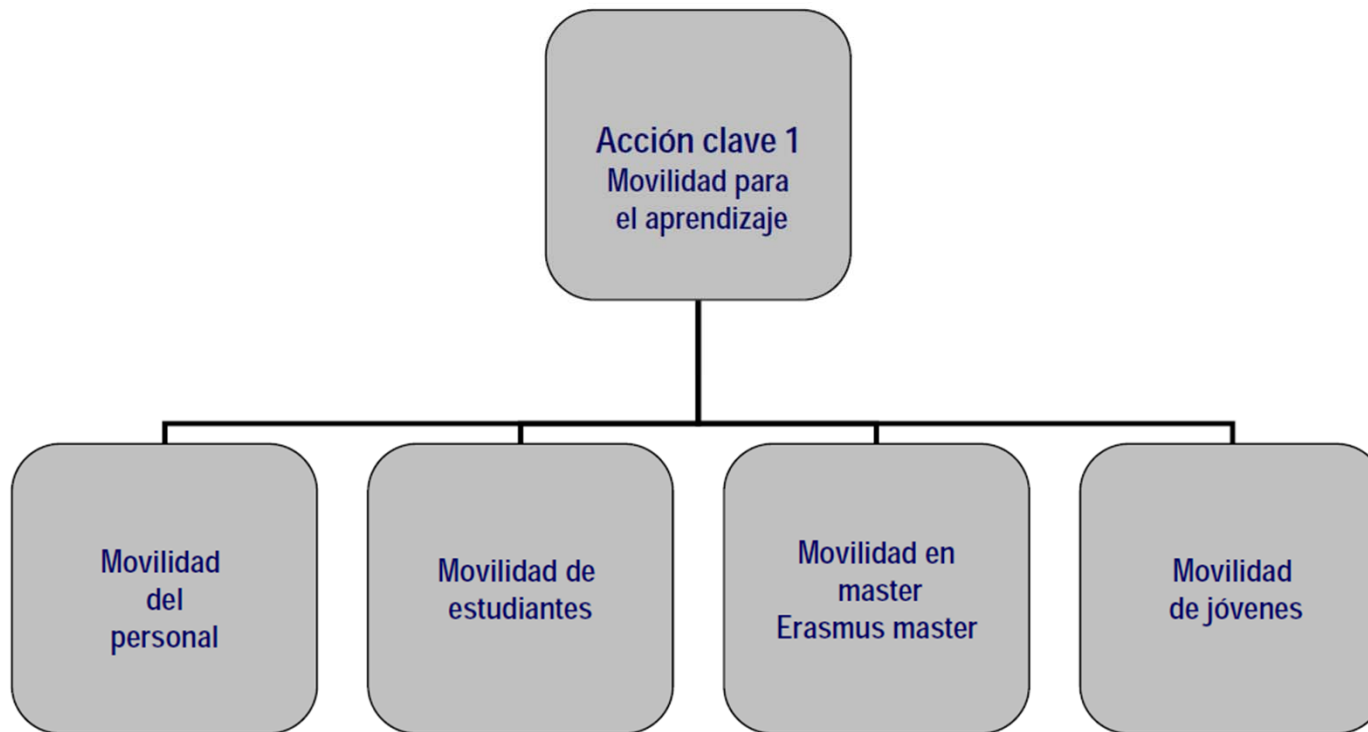 Acción clave 1
Movilidad para
el aprendizaje
Movilidad
del
personal
Movilidad de
estudiantes
Movilidad en
master
Erasmus master
Movilidad
de jóvenes